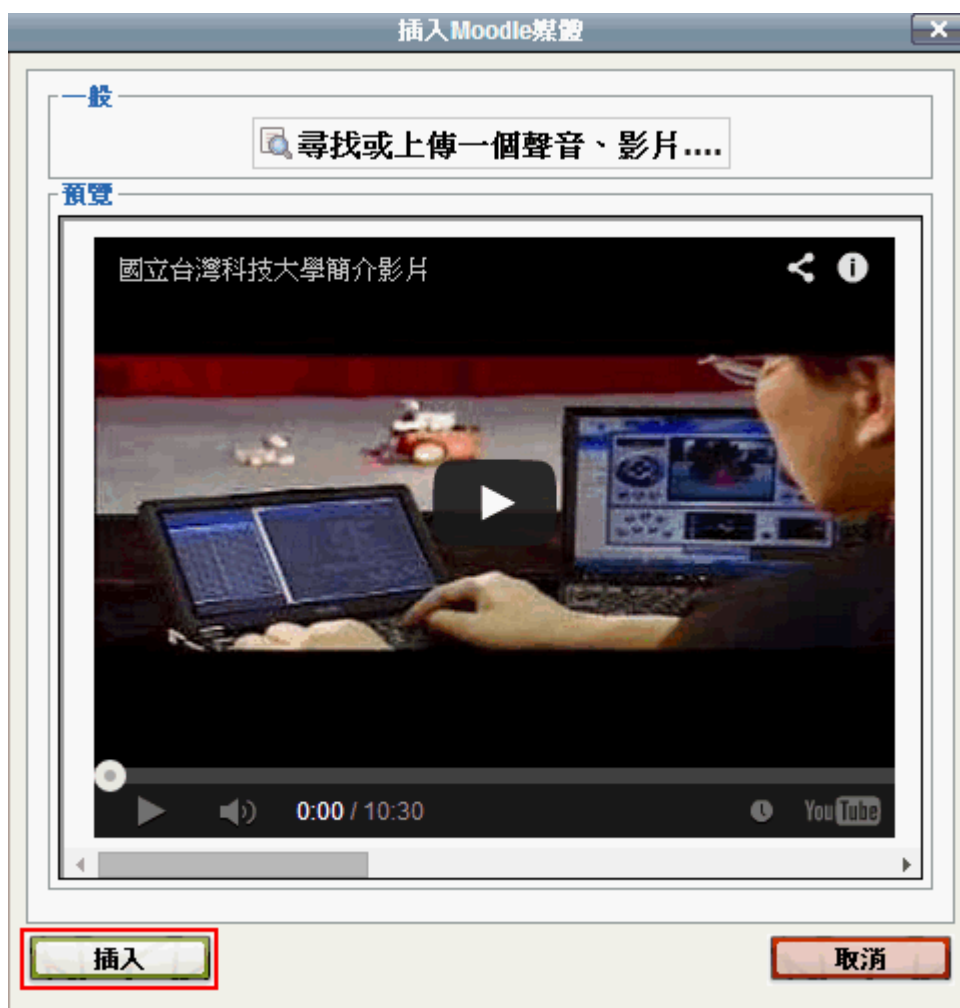 插入Moodle媒體
一般
尋找或上傳一個聲音、影片....
預覽
國立台灣科技大學簡介影片
0:00 / 10:30
YouTube
插入
取消